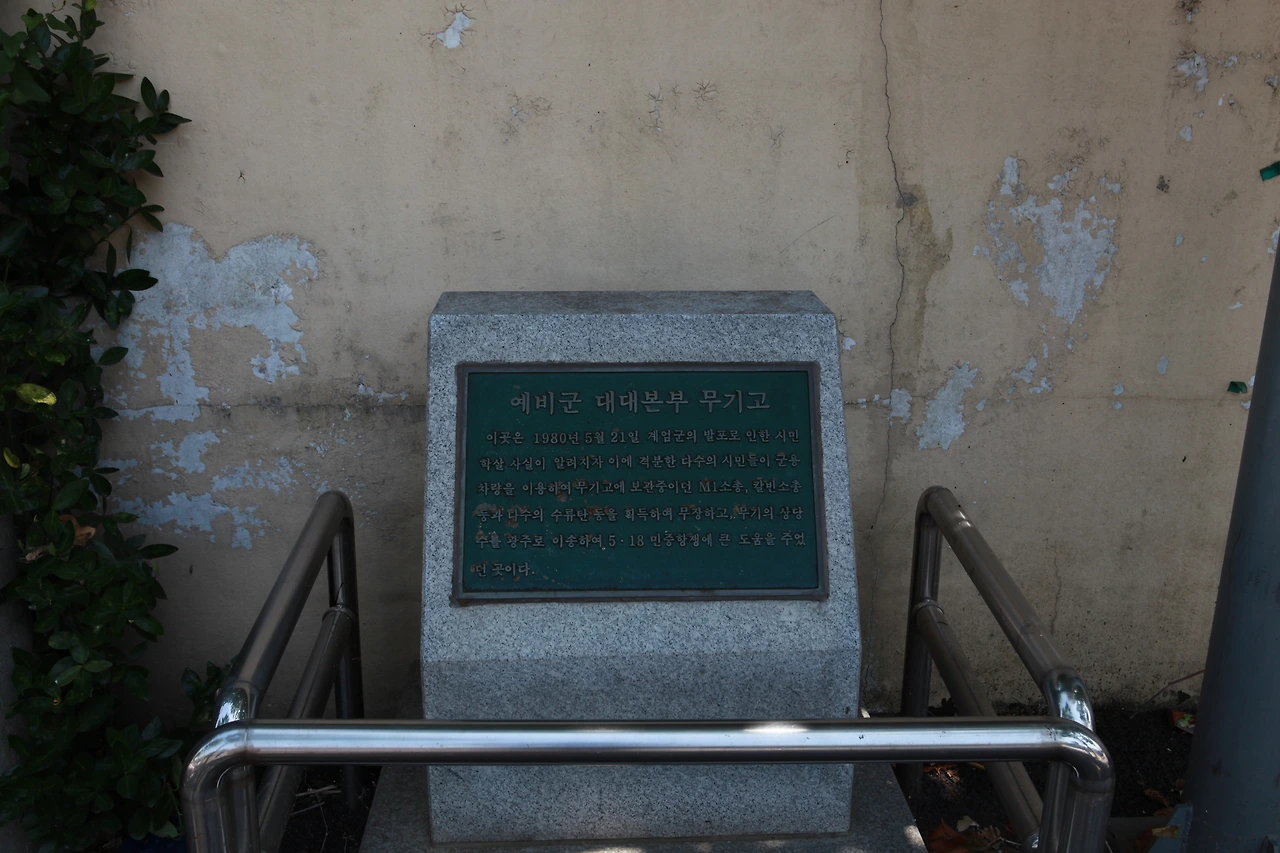 예비군 대대본부 무기고
이곳은 1980년 5월 21일 계엄군의 발포로 인한 시민
학살 사실이 알려지자 이에 격분한 다수의 시민들이 군용
차량을 이용하여 무기고에 보관중이던 M1소총, 칼빈소총
등과 다수의 수류탄 등을 획득하여 무장하고, 무기의 상당
수를 광주로 이송하여 5·18 민중항쟁에 큰 도움을 주었
던 곳이다.